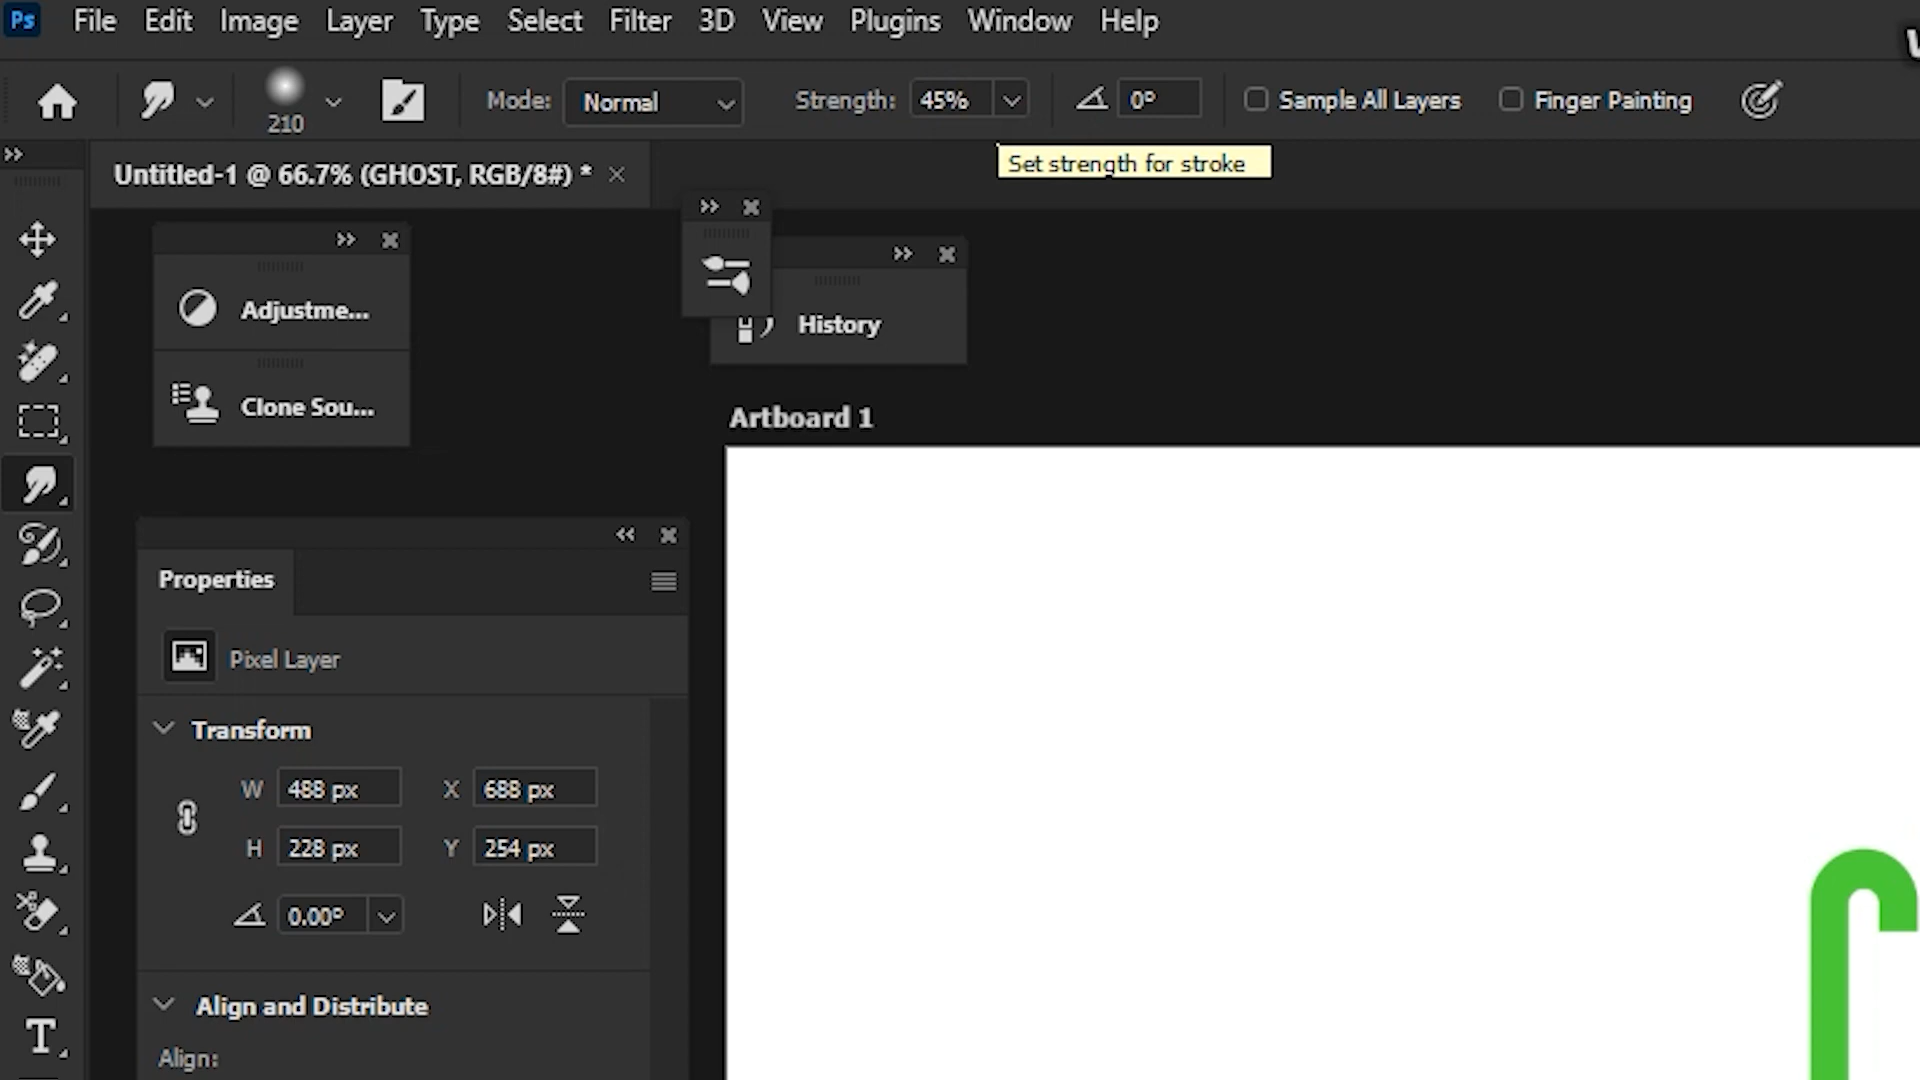 Ps File Edit Image Layer Type Select Filter 3D View Plugins Window Help
210 Mode: Normal Strength: 45% 0° Sample All Layers Finger Painting
Set strength for stroke
Untitled-1 @ 66.7% (GHOST, RGB/8#) *
Adjustme...
History
Clone Sou...
Artboard 1
Properties
Pixel Layer
Transform
W 488 px X 688 px
H 228 px Y 254 px
0.00°
Align and Distribute
Align: